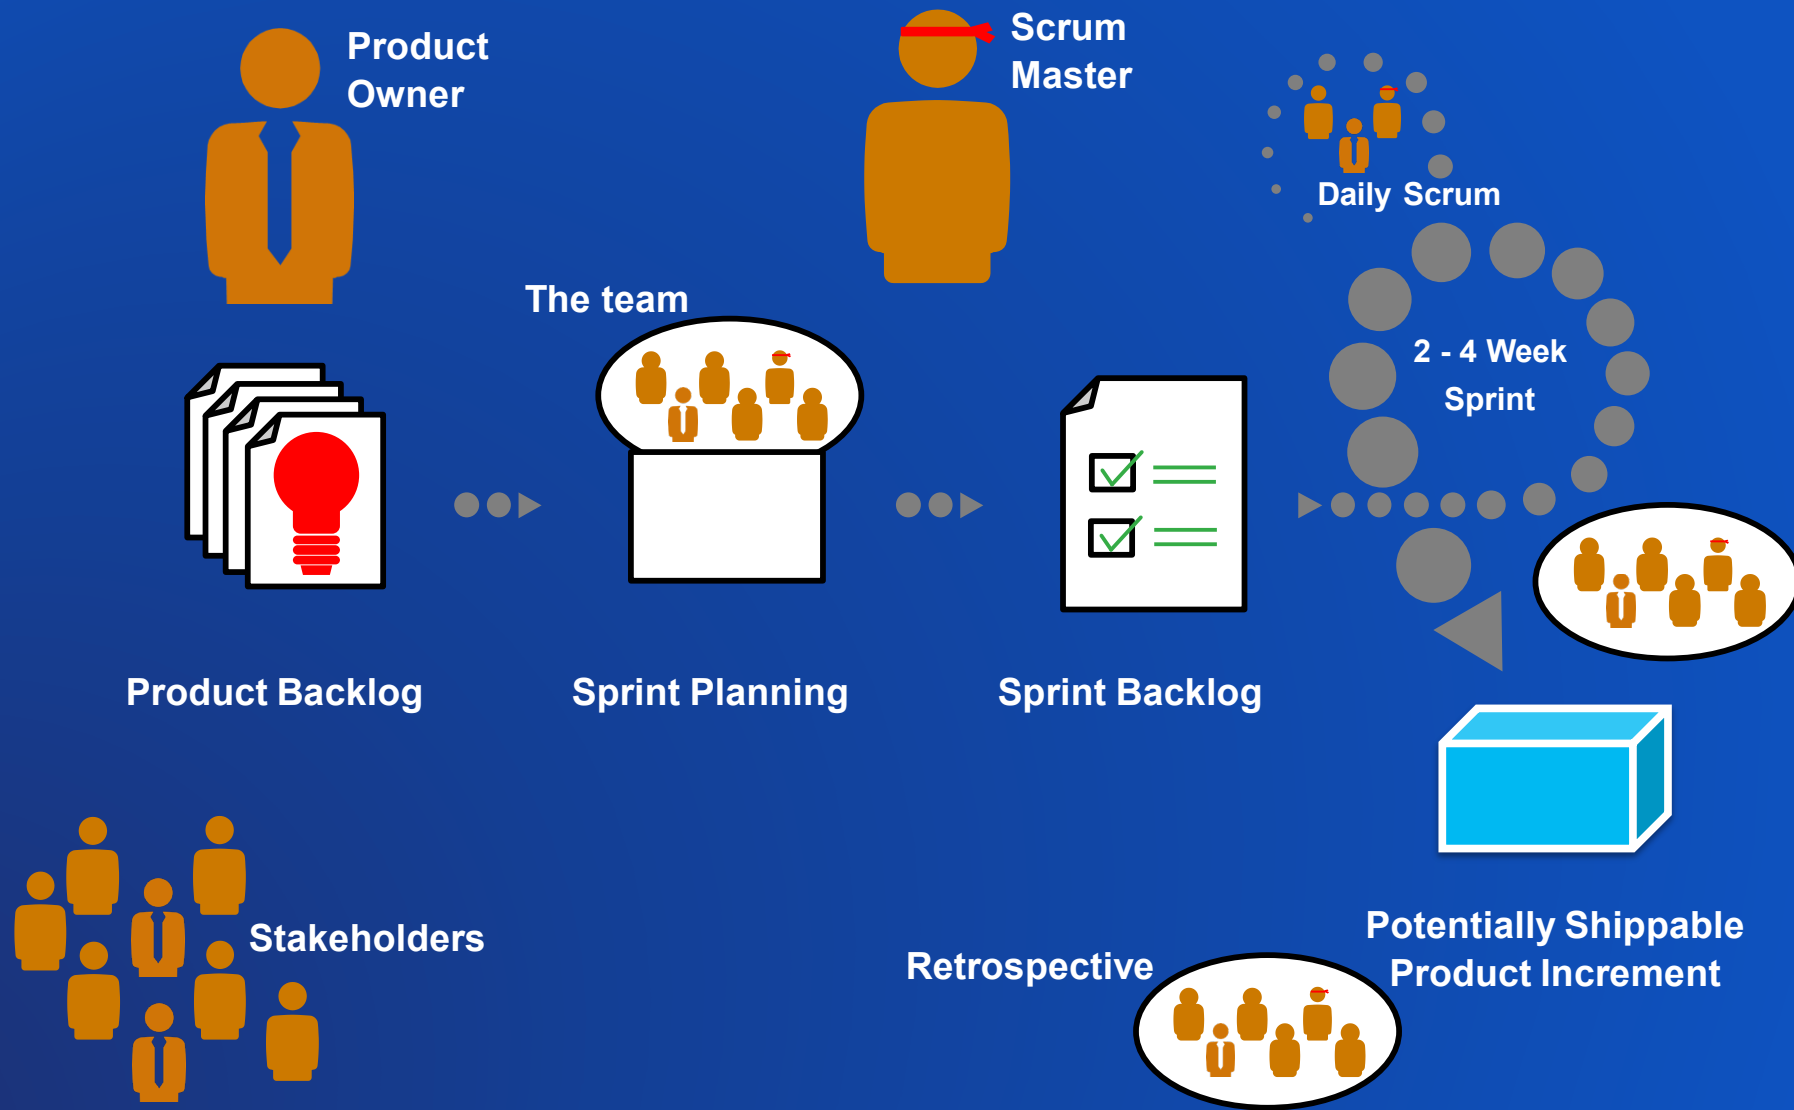 Product
Owner
Scrum
Master
Daily Scrum
The team
2 - 4 Week
Sprint
Product Backlog
Sprint Planning
Sprint Backlog
Stakeholders
Retrospective
Potentially Shippable
Product Increment